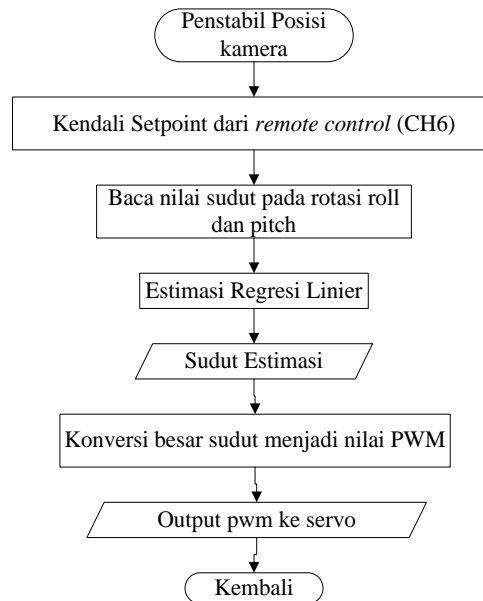 Penstabil Posisi
kamera
Kendali Setpoint dari remote control (CH6)
Baca nilai sudut pada rotasi roll
dan pitch
Estimasi Regresi Linier
Sudut Estimasi
Konversi besar sudut menjadi nilai PWM
Output pwm ke servo
Kembali